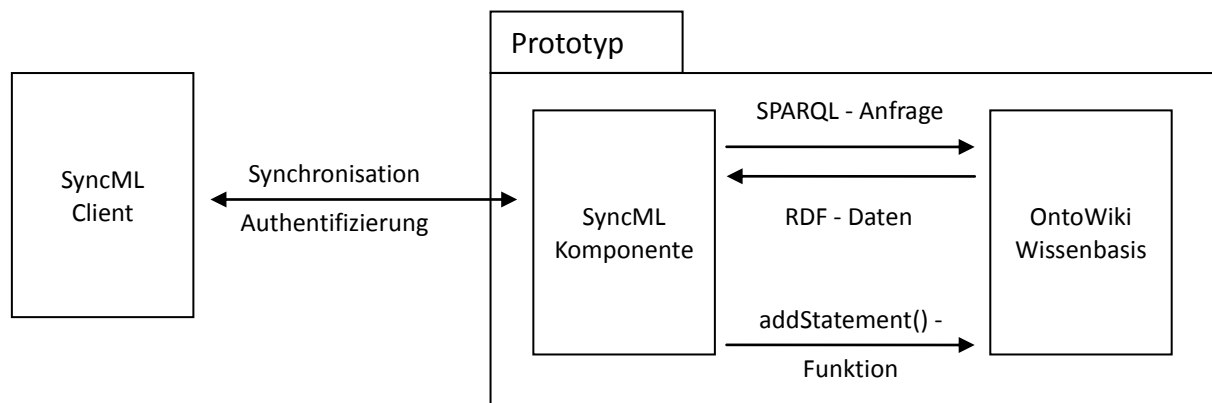 Prototyp
SyncML
Client
Synchronisation
Authentifizierung
SyncML
Komponente
SPARQL - Anfrage
RDF - Daten
addStatement() -
Funktion
OntoWiki
Wissenbasis